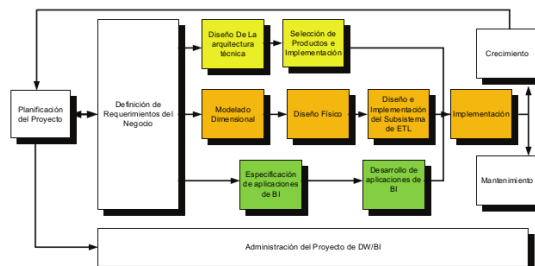 Diseño De La
arquitectura
técnica
Selección de
Productos e
Implementación
Crecimiento
Planificación
del Proyecto
Definición de
Requerimientos del
Negocio
Modelado
Dimensional
Diseño Físico
Diseño e
Implementación
del Subsistema
de ETL
Implementación
Especificación
de aplicaciones
de BI
Desarrollo de
aplicaciones de
BI
Mantenimiento
Administración del Proyecto de DW/BI